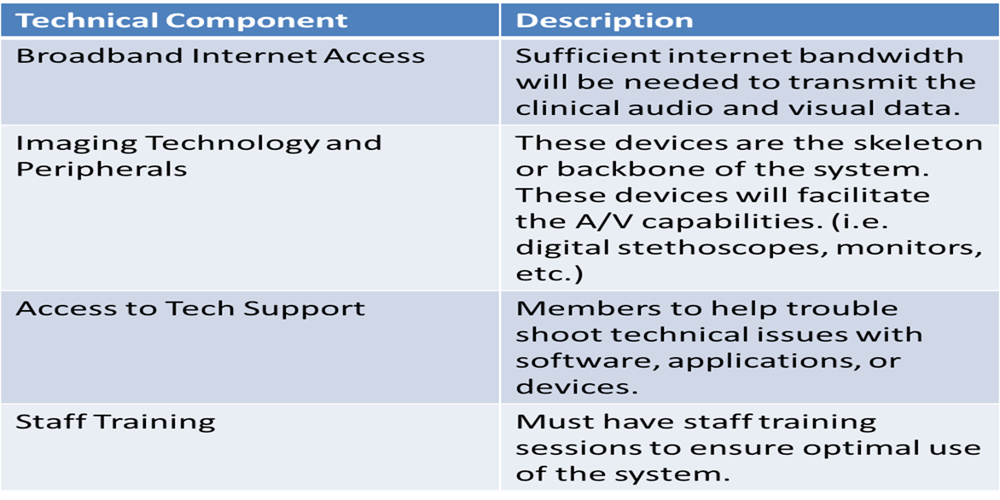 Technical Component
Description
Broadband Internet Access
Sufficient internet bandwidth
will be needed to transmit the
clinical audio and visual data.
Imaging Technology and
Peripherals
These devices are the skeleton
or backbone of the system.
These devices will facilitate
the A/V capabilities. (i.e.
digital stethoscopes, monitors,
etc.)
Access to Tech Support
Members to help trouble
shoot technical issues with
software, applications, or
devices.
Staff Training
Must have staff training
sessions to ensure optimal use
of the system.